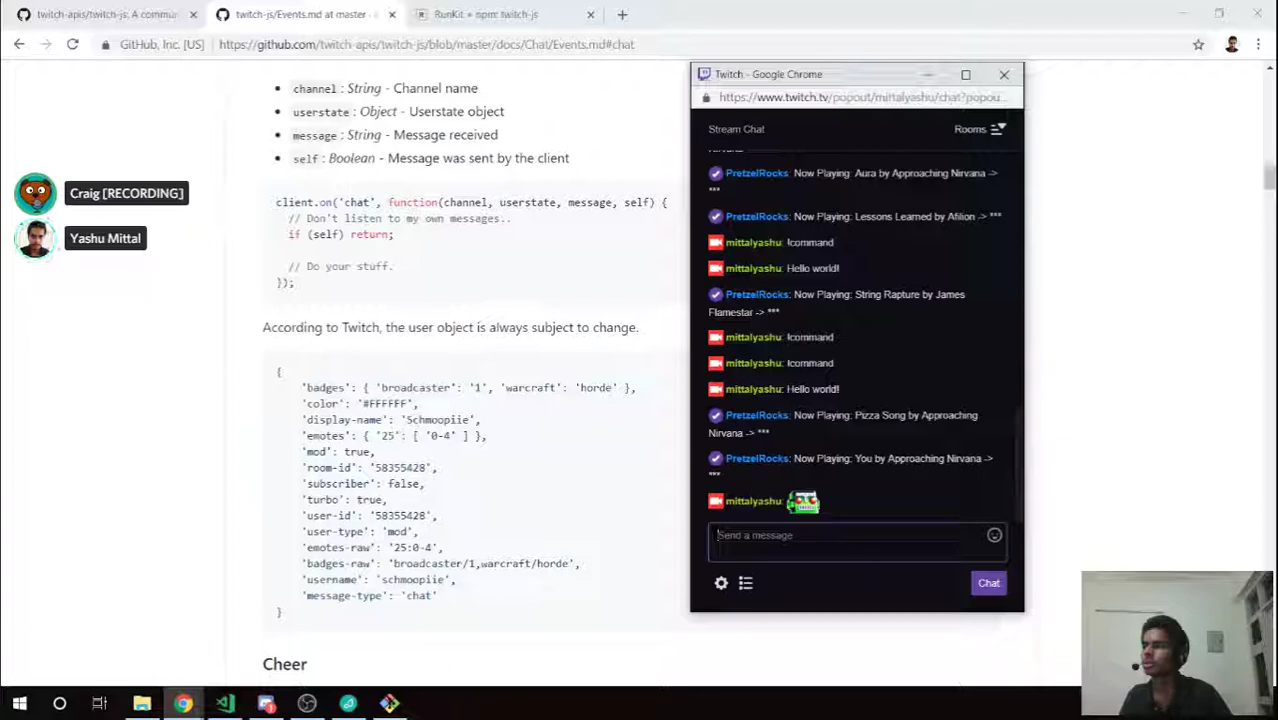 twitch-apis/twitch-js: A commu
twitch-js/Events.md at master
RunKit + npm: twitch-js
GitHub, Inc. [US]
https://github.com/twitch-apis/twitch-js/blob/master/docs/Chat/Events.md#chat
channel : String - Channel name
userstate : Object - Userstate object
message : String - Message received
self : Boolean - Message was sent by the client
Craig [RECORDING]
Yashu Mittal
client.on('chat', function(channel, userstate, message, self) {
// Don't listen to my own messages..
if (self) return;
// Do your stuff.
});
According to Twitch, the user object is always subject to change.
{
'badges': { 'broadcaster': '1', 'warcraft': 'horde' },
'color': '#FFFFFF',
'display-name': 'Schmoopiie',
'emotes': { '25': [ '0-4' ] },
'mod': true,
'room-id': '58355428',
'subscriber': false,
'turbo': true,
'user-id': '58355428',
'user-type': 'mod',
'emotes-raw': '25:0-4',
'badges-raw': 'broadcaster/1,warcraft/horde',
'username': 'schmoopiie',
'message-type': 'chat'
}
Cheer
Twitch - Google Chrome
https://www.twitch.tv/popout/mittalyashu/chat?popou...
Stream Chat
Rooms
PretzelRocks: Now Playing: Aura by Approaching Nirvana ->
***
PretzelRocks: Now Playing: Lessons Learned by Afilion -> ***
mittalyashu: !command
mittalyashu: Hello world!
PretzelRocks: Now Playing: String Rapture by James
Flamestar -> ***
mittalyashu: !command
mittalyashu: !command
mittalyashu: Hello world!
PretzelRocks: Now Playing: Pizza Song by Approaching
Nirvana -> ***
PretzelRocks: Now Playing: You by Approaching Nirvana ->
***
mittalyashu:
Send a message
Chat